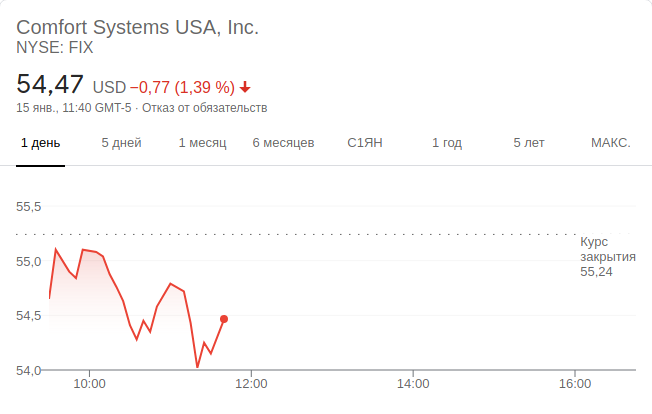 Comfort Systems USA, Inc.
NYSE: FIX
54,47 USD −0,77 (1,39 %)
15 янв., 11:40 GMT-5 · Отказ от обязательств
1 день 5 дней 1 месяц 6 месяцев С1ЯН 1 год 5 лет МАКС.
55,5
55,0
54,5
54,0
Курс
закрытия
55,24
10:00 12:00 14:00 16:00